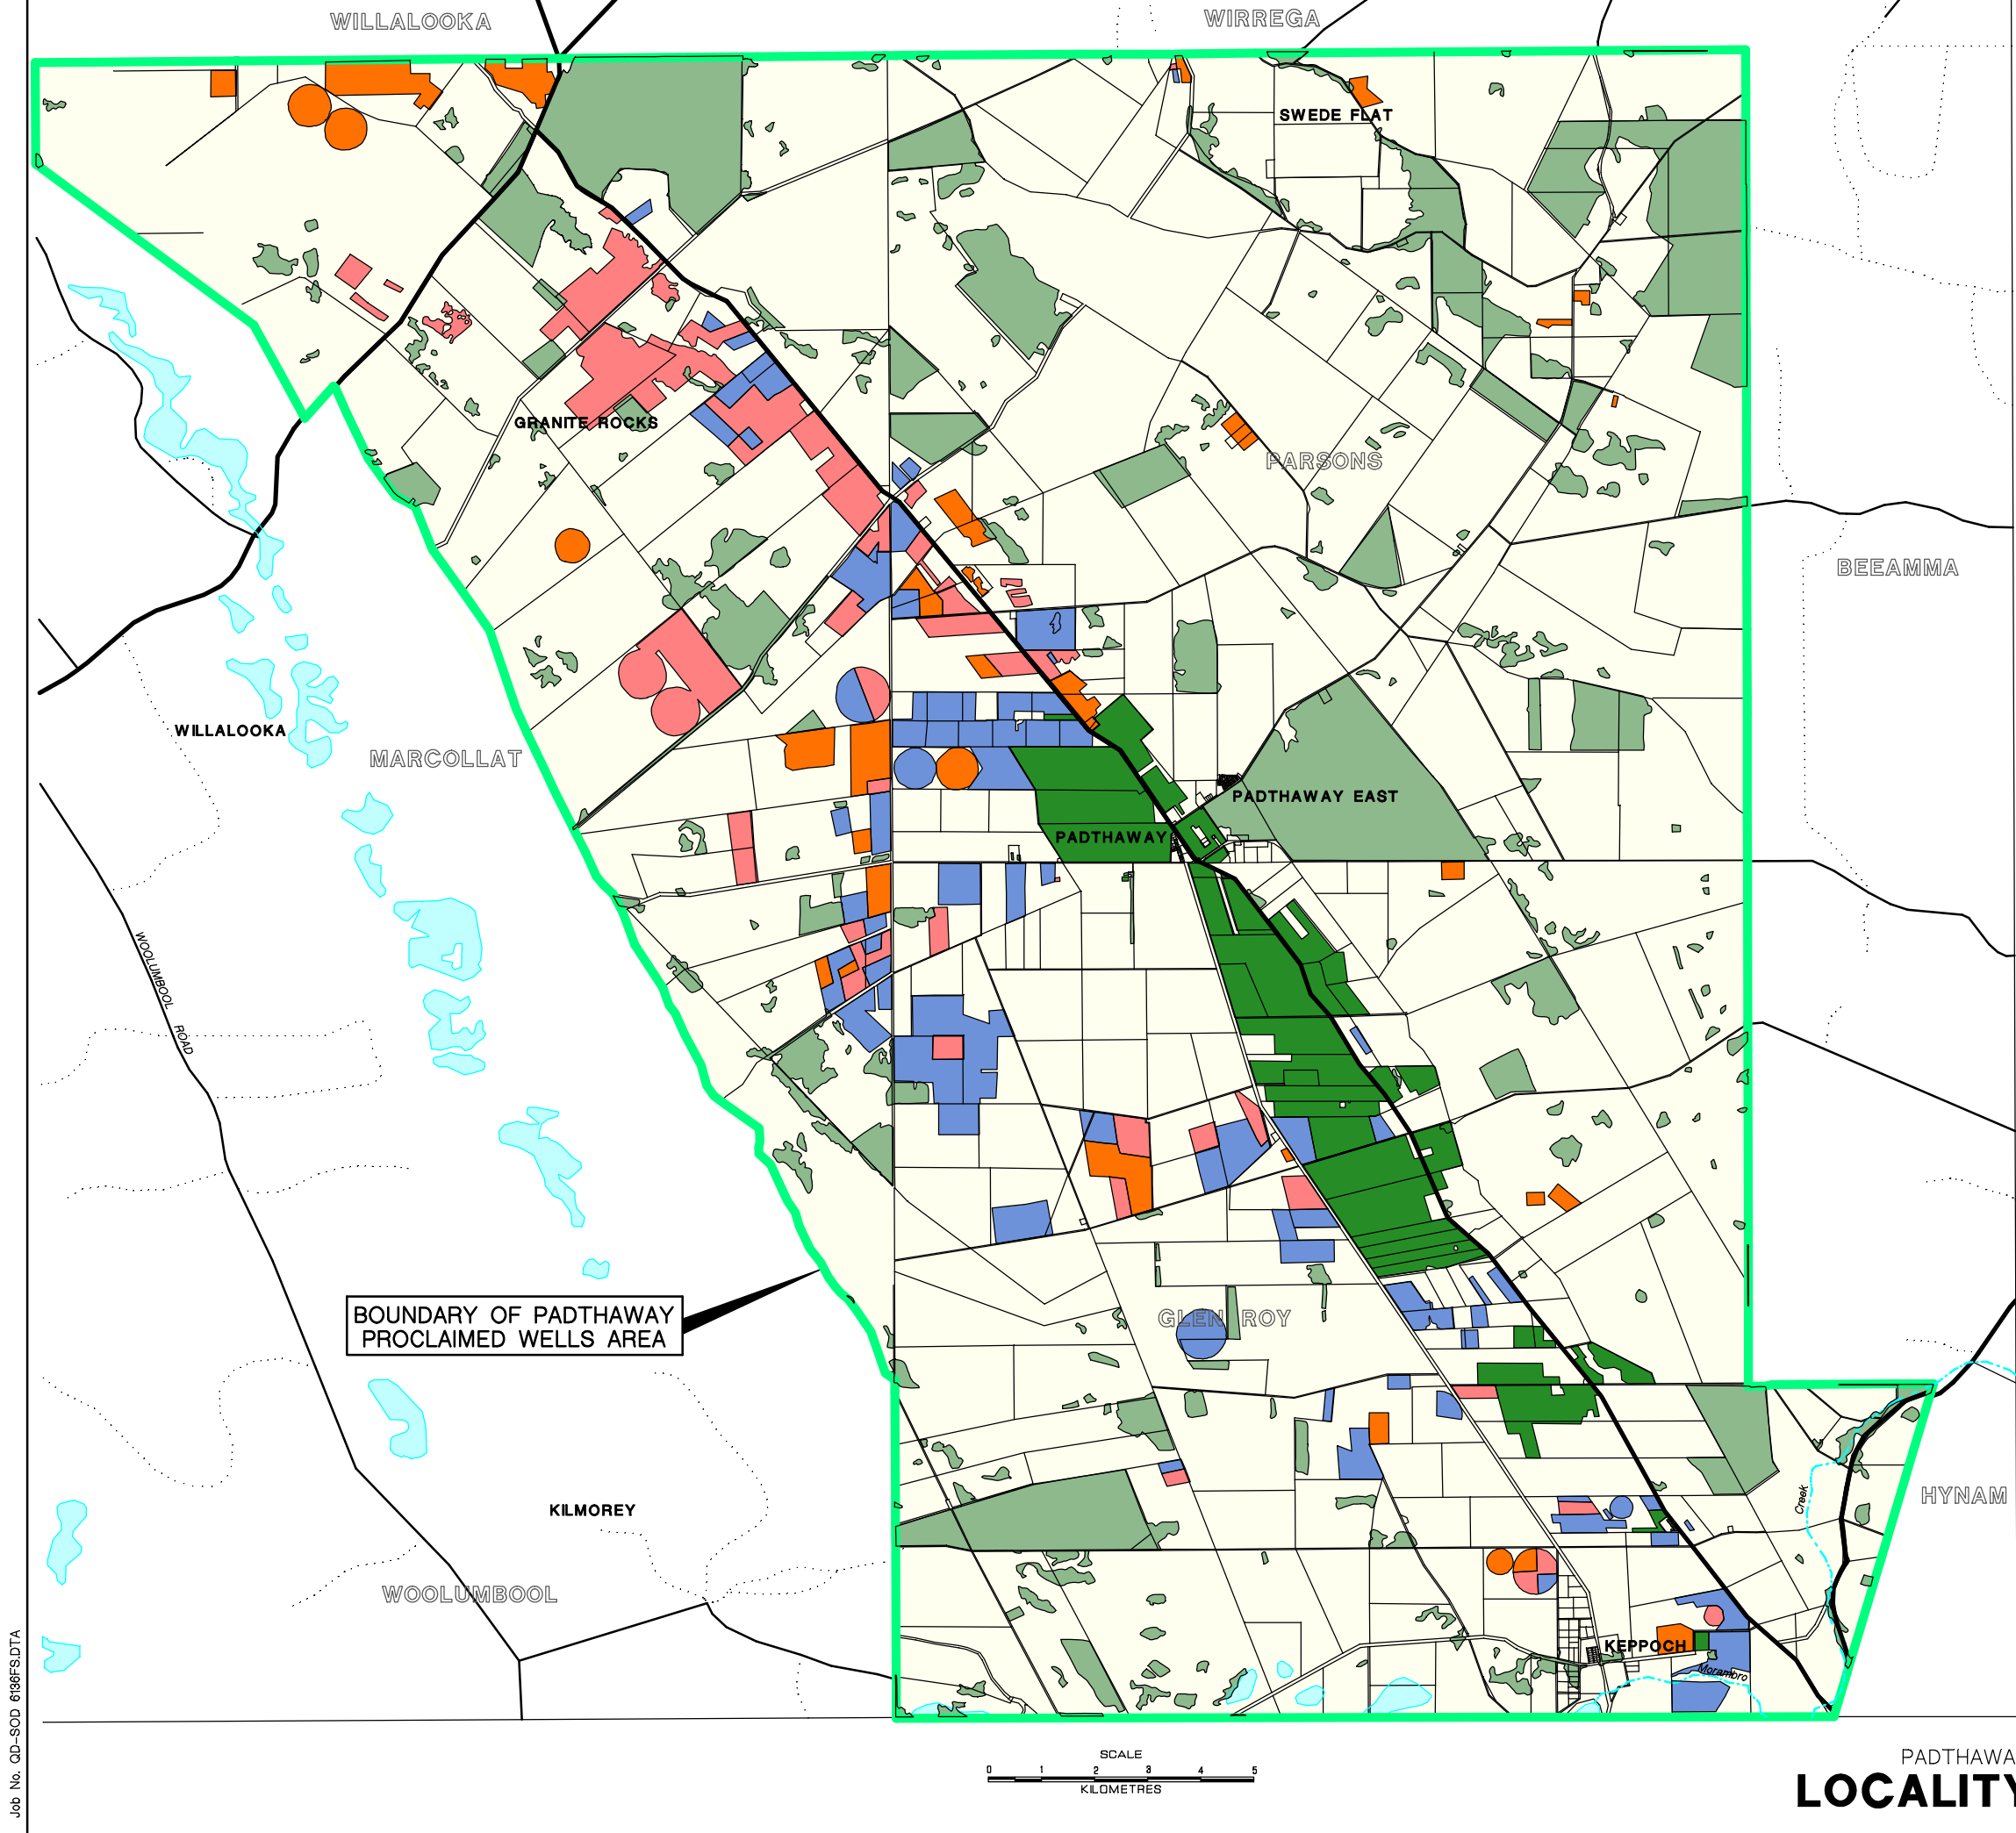 WILLALOOKA
WIRREGA
SWEDE FLAT
GRANITE ROCKS
PARSONS
BEEAMMA
WILLALOOKA
MARCOLLAT
PADTHAWAY EAST
PADTHAWAY
WOOLUMBOOL
ROAD
BOUNDARY OF PADTHAWAY
PROCLAIMED WELLS AREA
GLEN ROY
KILMOREY
HYNAM
Creek
WOOLUMBOOL
KEPPOCH
Morambro
SCALE
0 1 2 3 4 5
KILOMETRES
PADTHAWA
LOCALITY
Job No. QD-SOD 6136FS.DTA